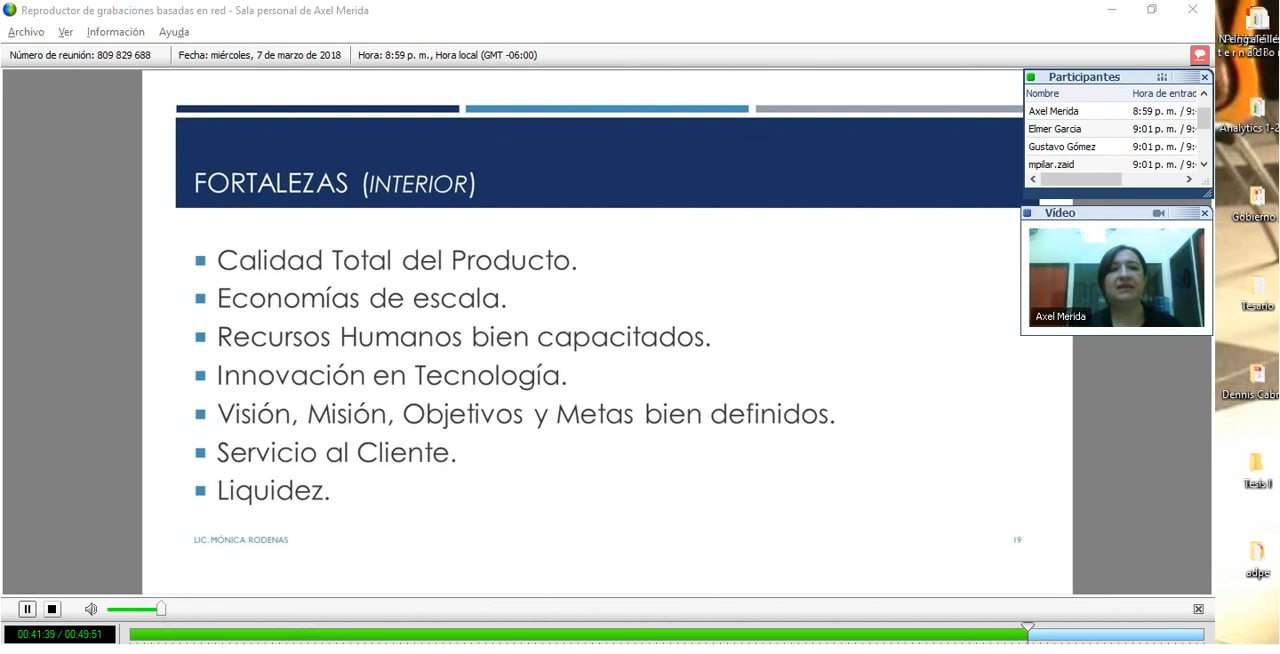 Reproductor de grabaciones basadas en red - Sala personal de Axel Merida
Archivo Ver Información Ayuda
Número de reunión: 809 829 688 Fecha: miércoles, 7 de marzo de 2018 Hora: 8:59 p. m., Hora local (GMT -06:00)
FORTALEZAS (INTERIOR)
Calidad Total del Producto.
Economías de escala.
Recursos Humanos bien capacitados.
Innovación en Tecnología.
Visión, Misión, Objetivos y Metas bien definidos.
Servicio al Cliente.
Liquidez.
LIC. MÓNICA RODENAS 19
Participantes
Nombre Hora de entrad
Axel Merida 8:59 p. m. / 9:
Elmer Garcia 9:01 p. m. / 9:
Gustavo Gómez 9:01 p. m. / 9:
mpilar.zaid 9:01 p. m. / 9:
Vídeo
Axel Merida
Analytics 1-2
Gobierno
Tesario
Dennis Cabr
Tesis I
adpe
00:41:39 / 00:49:51